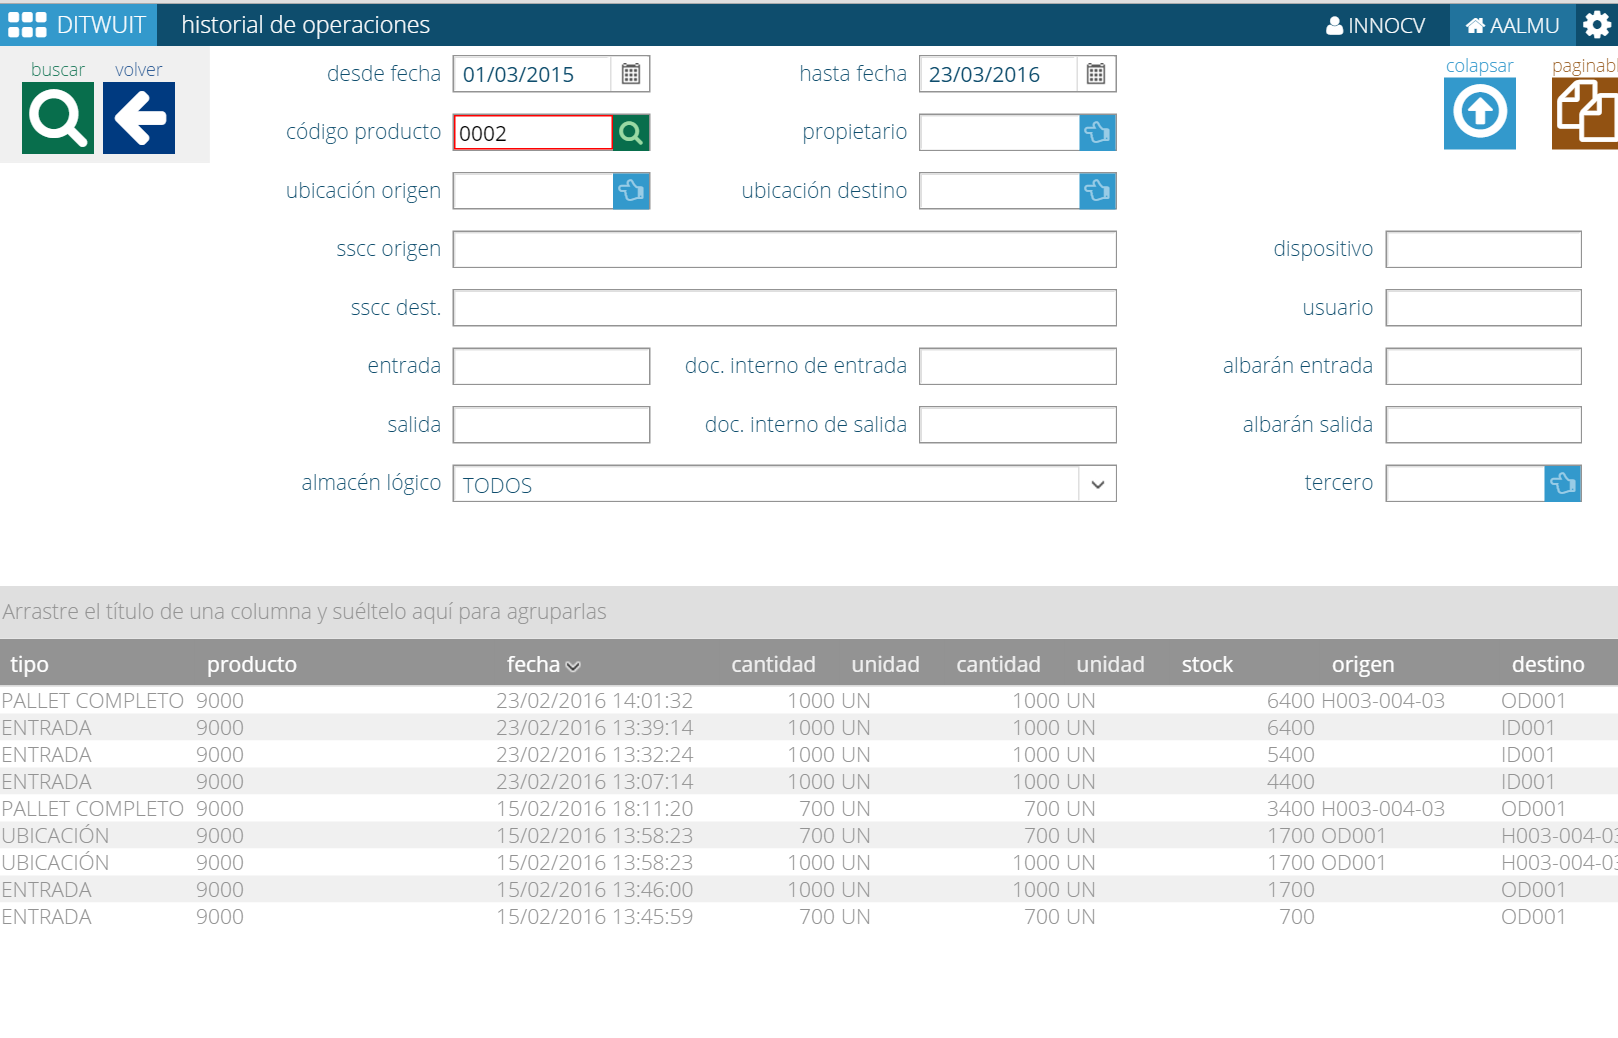 DITWUIT historial de operaciones INNOCV AALMU
buscar volver desde fecha 01/03/2015 hasta fecha 23/03/2016 colapsar paginabl
código producto 0002 propietario
ubicación origen ubicación destino
sscc origen dispositivo
sscc dest. usuario
entrada doc. interno de entrada albarán entrada
salida doc. interno de salida albarán salida
almacén lógico TODOS tercero
Arrastre el título de una columna y suéltelo aquí para agruparlas
tipo producto fecha cantidad unidad cantidad unidad stock origen destino
PALLET COMPLETO 9000 23/02/2016 14:01:32 1000 UN 1000 UN 6400 H003-004-03 OD001
ENTRADA 9000 23/02/2016 13:39:14 1000 UN 1000 UN 6400 ID001
ENTRADA 9000 23/02/2016 13:32:24 1000 UN 1000 UN 5400 ID001
ENTRADA 9000 23/02/2016 13:07:14 1000 UN 1000 UN 4400 ID001
PALLET COMPLETO 9000 15/02/2016 18:11:20 700 UN 700 UN 3400 H003-004-03 OD001
UBICACIÓN 9000 15/02/2016 13:58:23 700 UN 700 UN 1700 OD001 H003-004-03
UBICACIÓN 9000 15/02/2016 13:58:23 1000 UN 1000 UN 1700 OD001 H003-004-03
ENTRADA 9000 15/02/2016 13:46:00 1000 UN 1000 UN 1700 OD001
ENTRADA 9000 15/02/2016 13:45:59 700 UN 700 UN 700 OD001